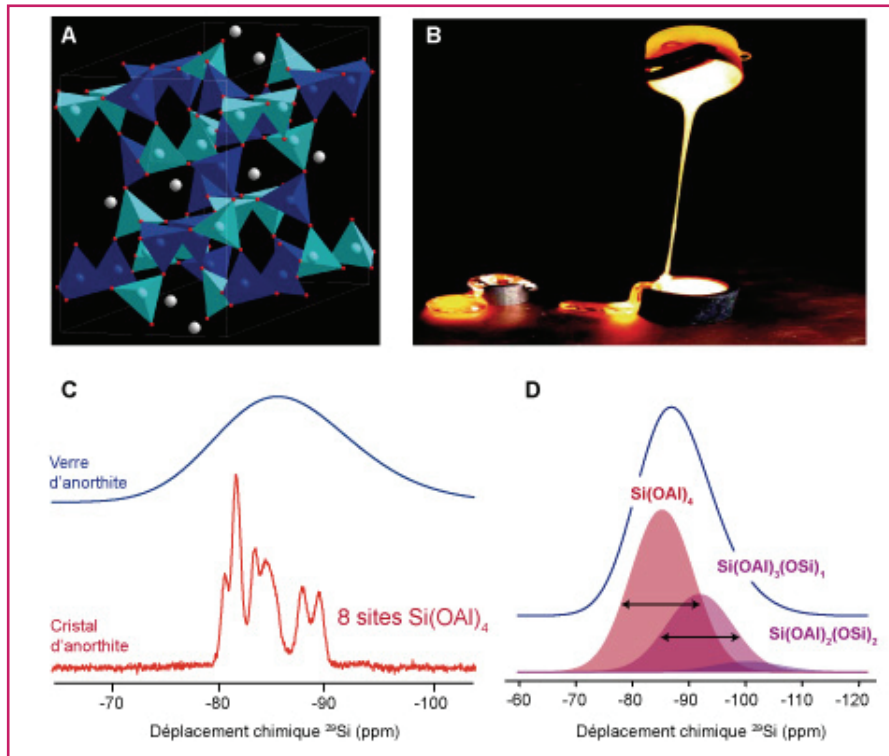 A
B
C
D
Verre
d'anorthite
Cristal
d'anorthite
8 sites Si(OAl)₄
-70
-80
-90
-100
Déplacement chimique ²⁹Si (ppm)
Si(OAl)₄
Si(OAl)₃(OSi)₁
Si(OAl)₂(OSi)₂
-60
-70
-80
-90
-100
-110
-120
Déplacement chimique ²⁹Si (ppm)